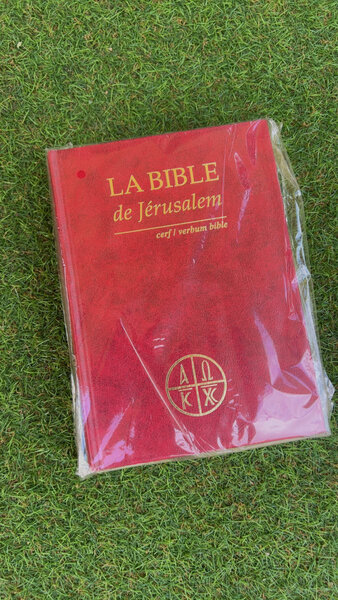 LA BIBLE
de Jérusalem
cerf / verbum bible
Α Ω